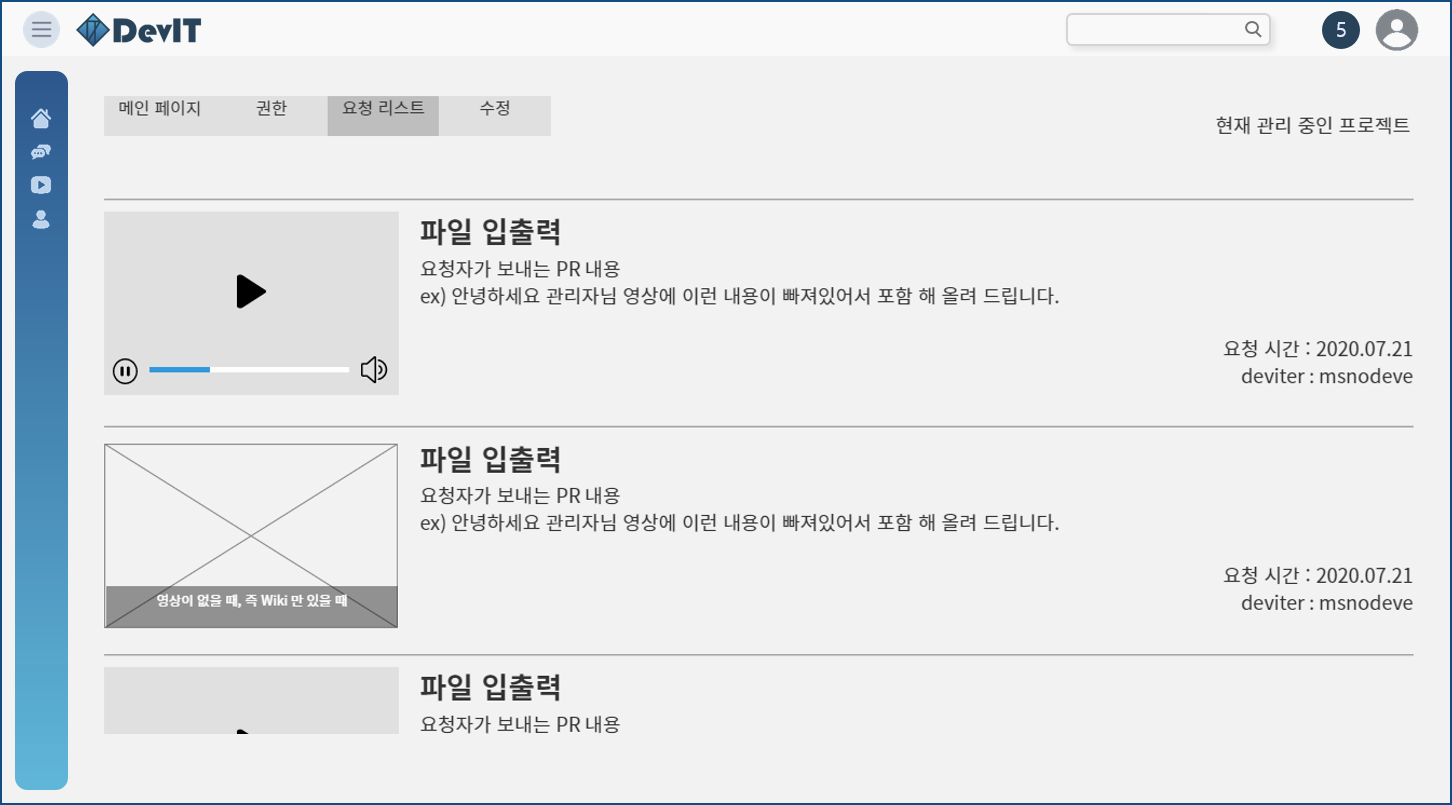 DevIT
5
메인 페이지 권한 요청 리스트 수정
현재 관리 중인 프로젝트
파일 입출력
요청자가 보내는 PR 내용
ex) 안녕하세요 관리자님 영상에 이런 내용이 빠져있어서 포함 해 올려 드립니다.
요청 시간 : 2020.07.21
deviter : msnodeve
파일 입출력
요청자가 보내는 PR 내용
ex) 안녕하세요 관리자님 영상에 이런 내용이 빠져있어서 포함 해 올려 드립니다.
영상이 없을 때, 즉 Wiki 만 있을 때
요청 시간 : 2020.07.21
deviter : msnodeve
파일 입출력
요청자가 보내는 PR 내용